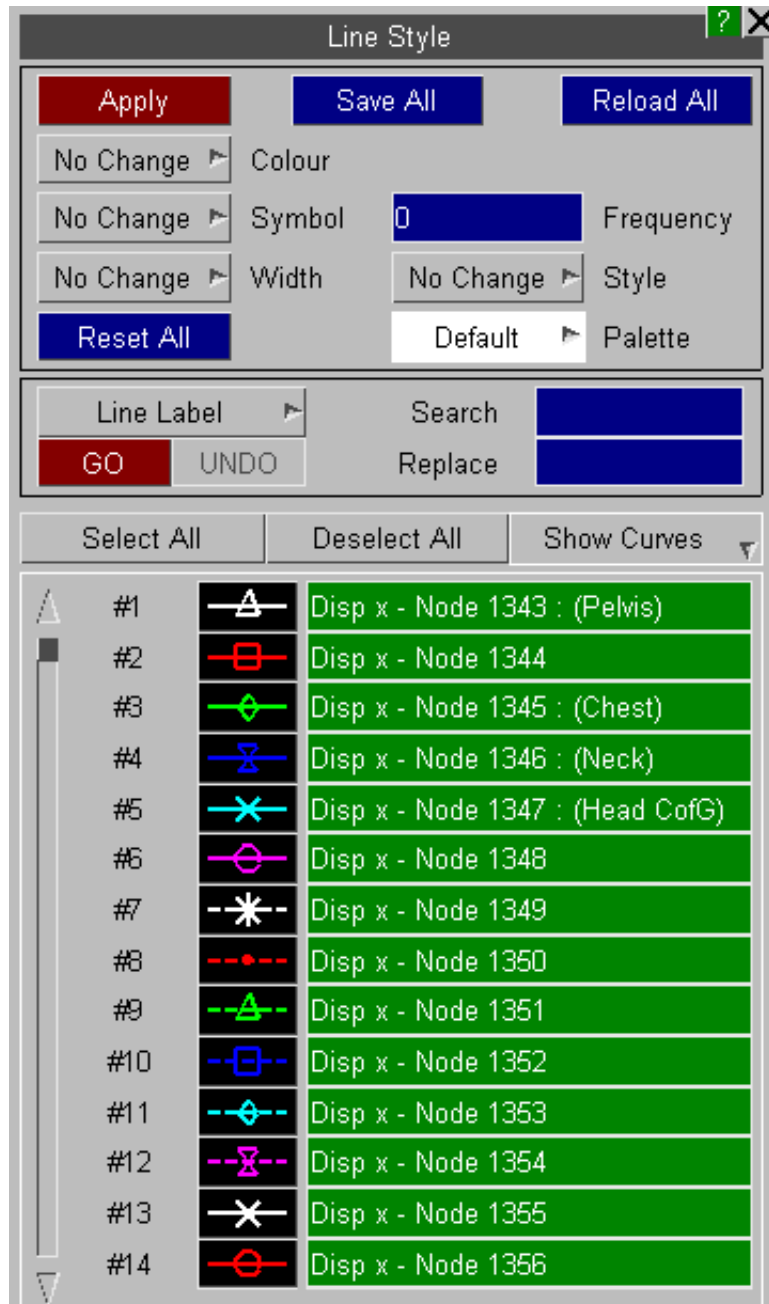 Line Style ?
Apply Save All Reload All
No Change Colour
No Change Symbol 0 Frequency
No Change Width No Change Style
Reset All Default Palette
Line Label Search
GO UNDO Replace
Select All Deselect All Show Curves
#1 Disp x - Node 1343 : (Pelvis)
#2 Disp x - Node 1344
#3 Disp x - Node 1345 : (Chest)
#4 Disp x - Node 1346 : (Neck)
#5 Disp x - Node 1347 : (Head CofG)
#6 Disp x - Node 1348
#7 Disp x - Node 1349
#8 Disp x - Node 1350
#9 Disp x - Node 1351
#10 Disp x - Node 1352
#11 Disp x - Node 1353
#12 Disp x - Node 1354
#13 Disp x - Node 1355
#14 Disp x - Node 1356